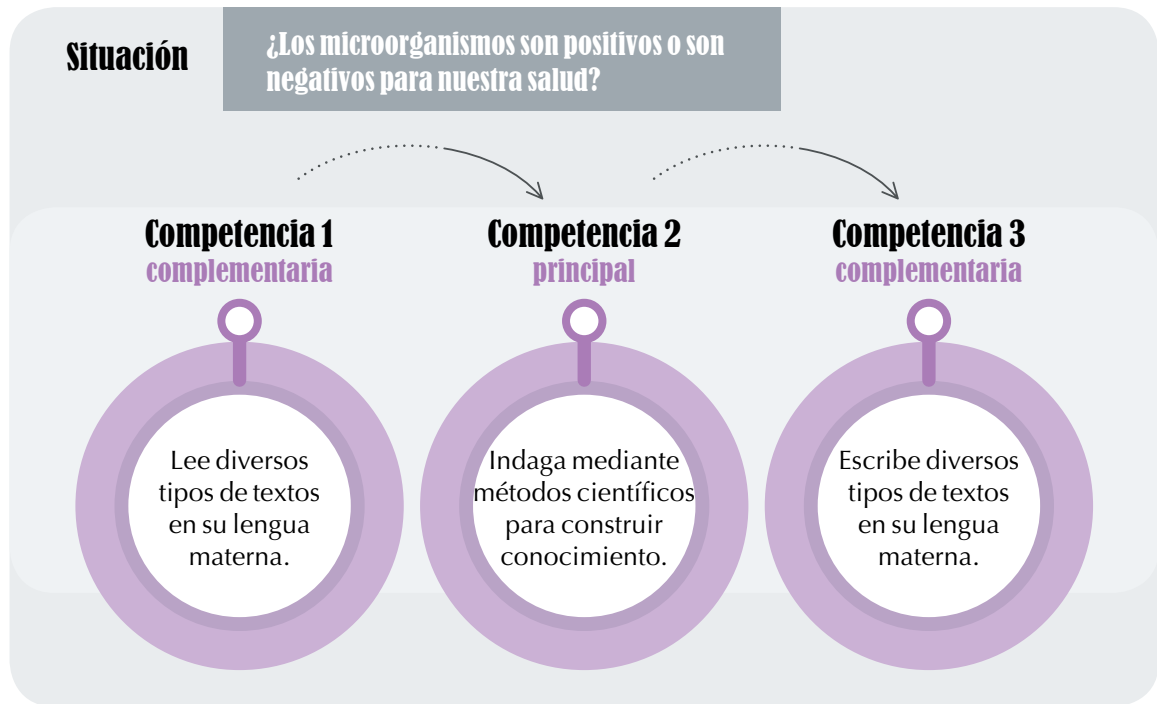 Situación
¿Los microorganismos son positivos o son
negativos para nuestra salud?
Competencia 1
complementaria
Lee diversos
tipos de textos
en su lengua
materna.
Competencia 2
principal
Indaga mediante
métodos científicos
para construir
conocimiento.
Competencia 3
complementaria
Escribe diversos
tipos de textos
en su lengua
materna.